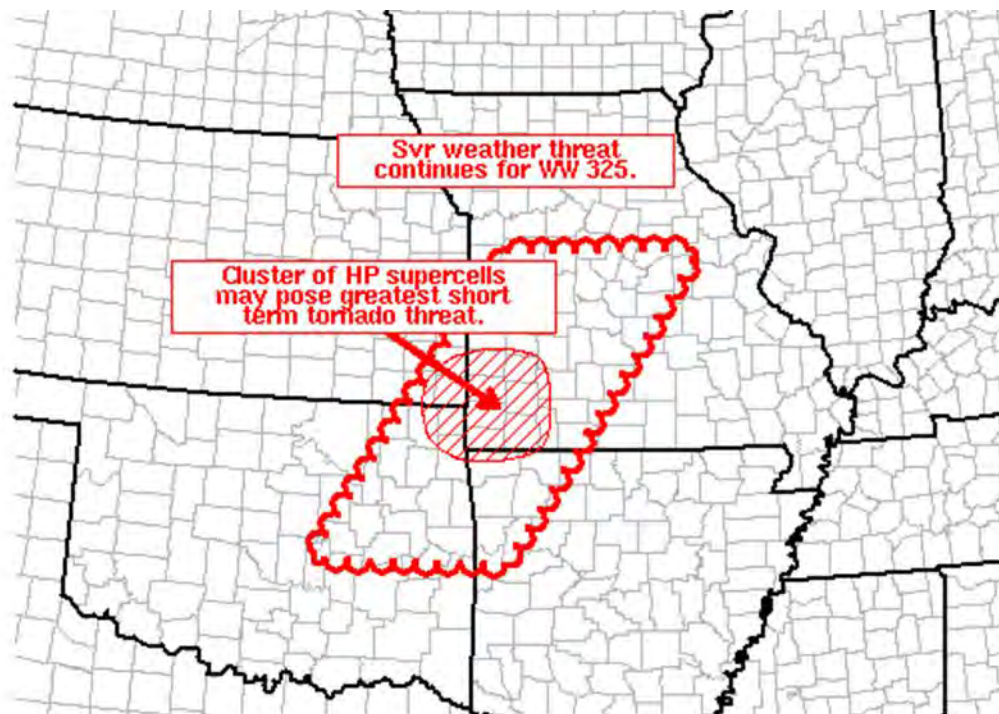 Svr weather threat
continues for WW 325.
Cluster of HP supercells
may pose greatest short
term tornado threat.